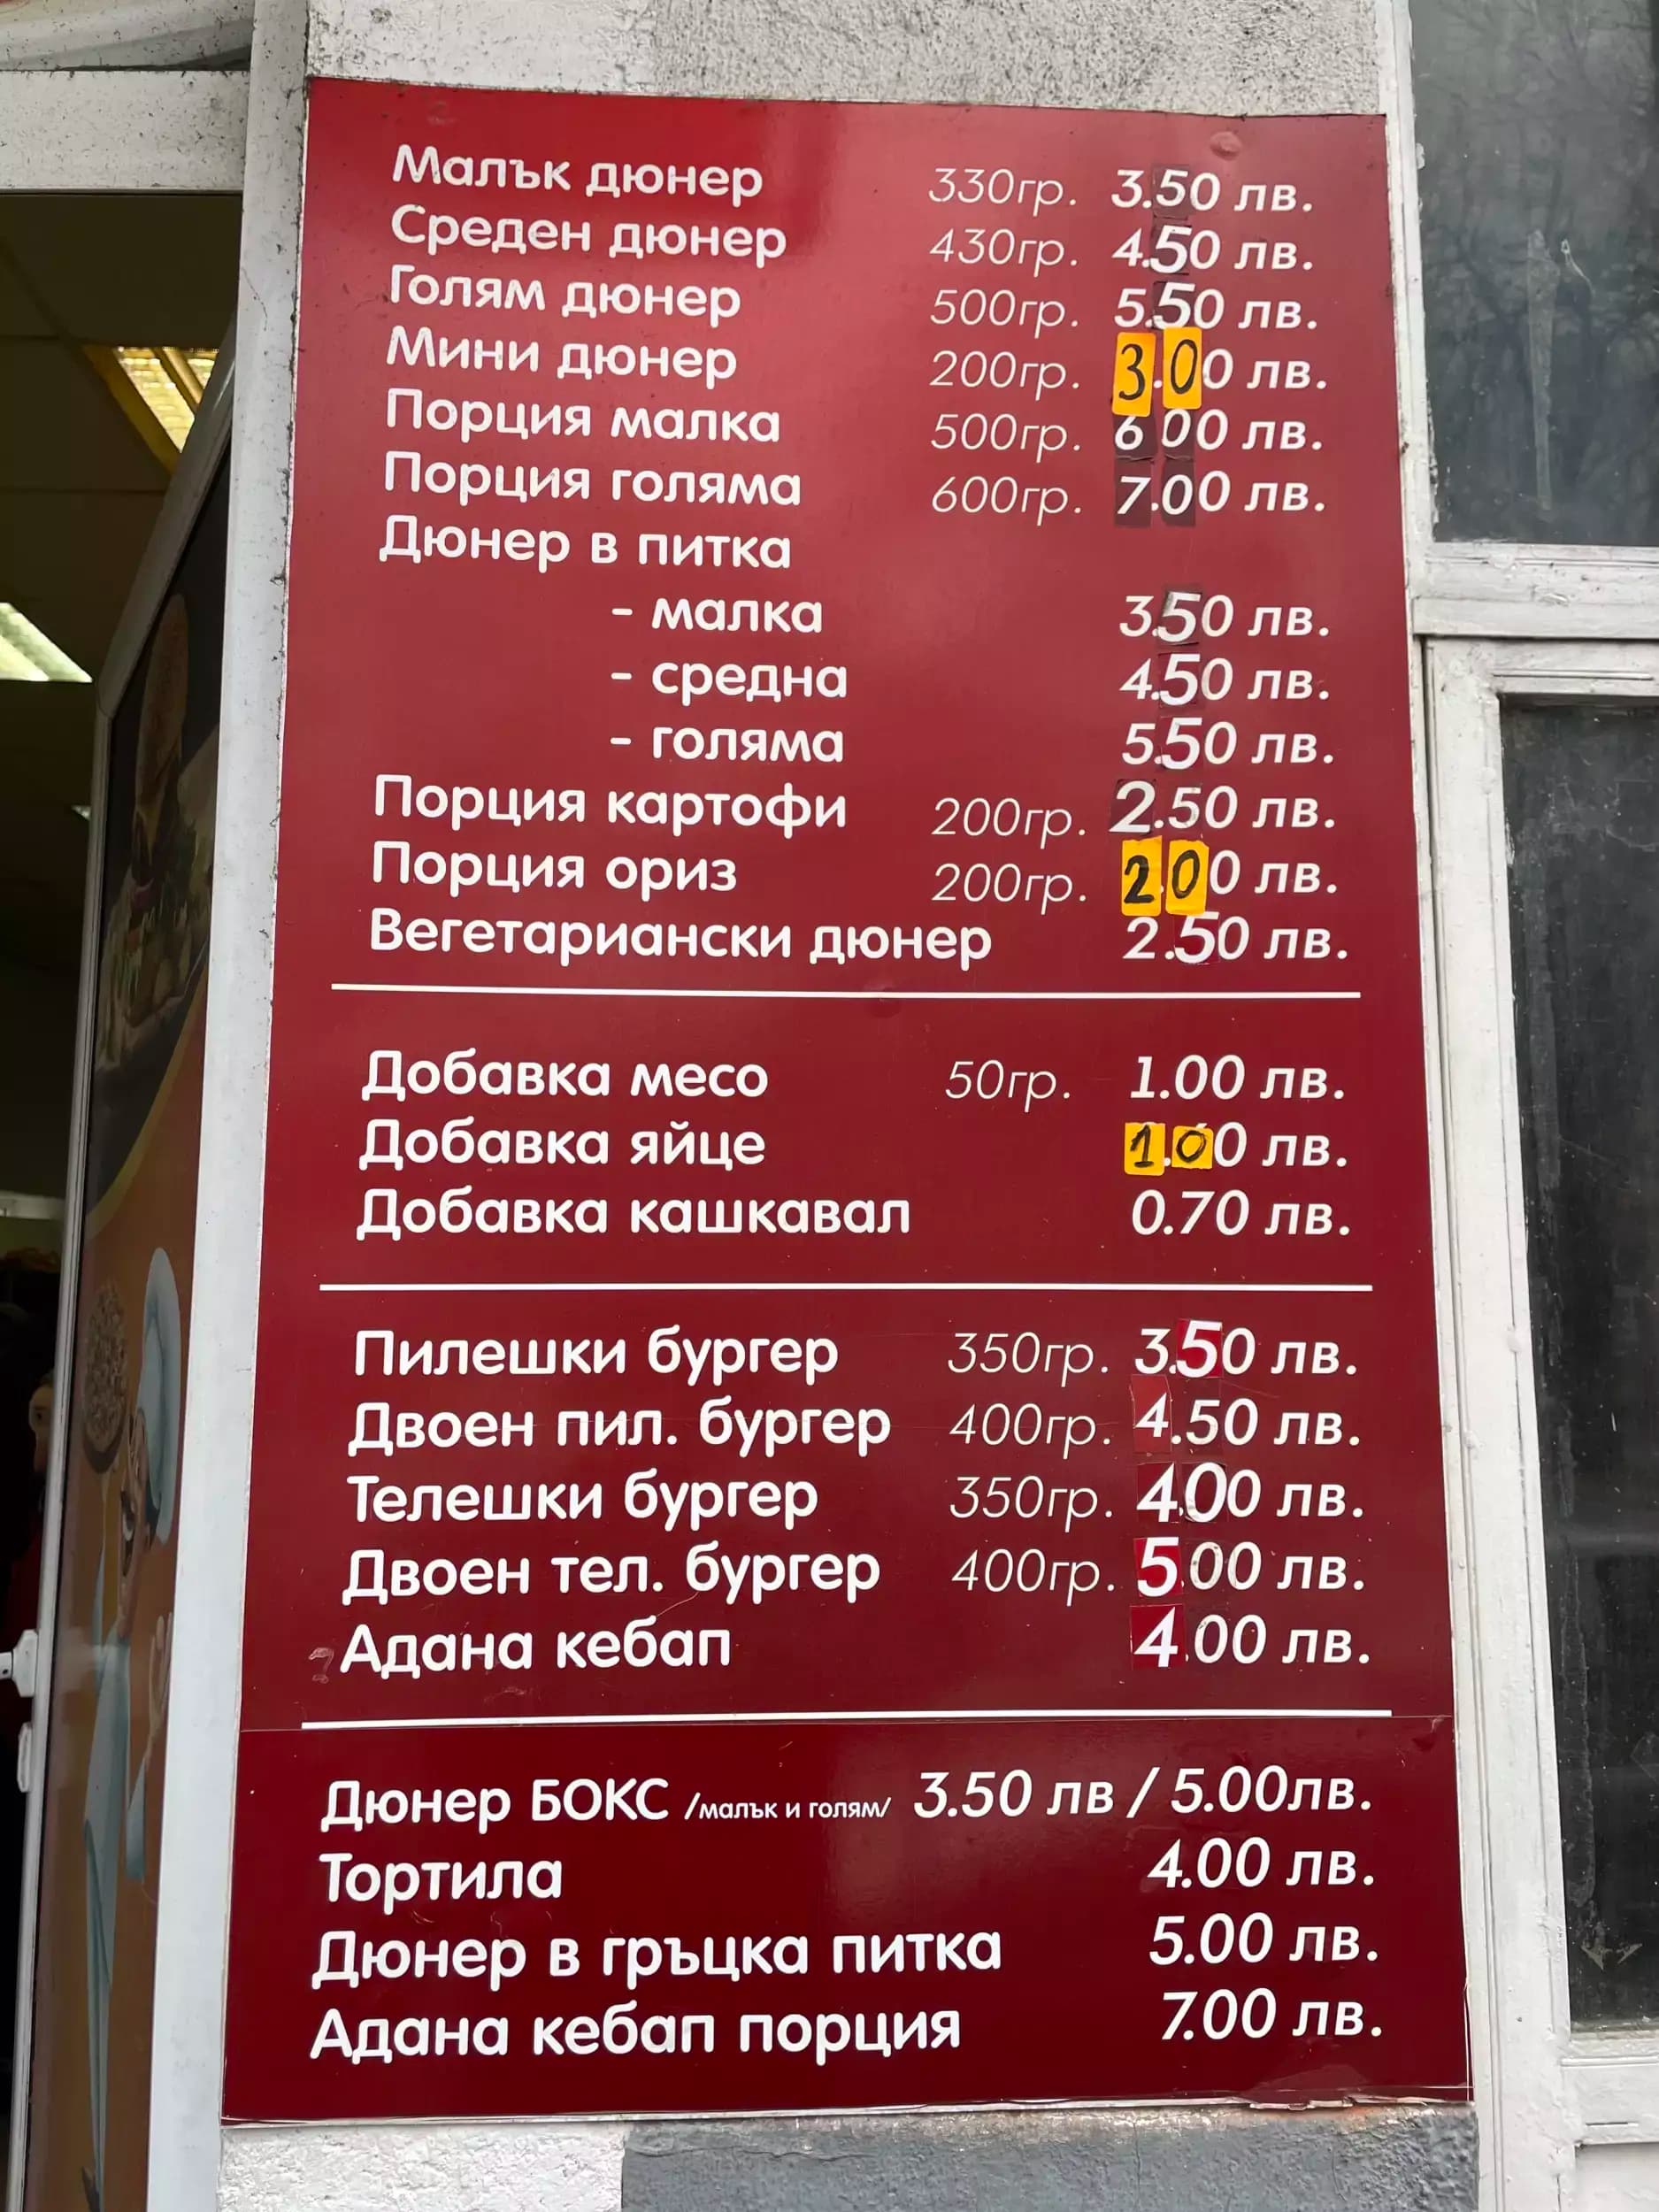 Малък дюнер 330гр. 3.50 лв.
Среден дюнер 430гр. 4.50 лв.
Голям дюнер 500гр. 5.50 лв.
Мини дюнер 200гр. 3.00 лв.
Порция малка 500гр. 6 00 лв.
Порция голяма 600гр. 7.00 лв.
Дюнер в питка
- малка 3.50 лв.
- средна 4.50 лв.
- голяма 5.50 лв.
Порция картофи 200гр. 2.50 лв.
Порция ориз 200гр. 2.00 лв.
Вегетариански дюнер 2.50 лв.
Добавка месо 50гр. 1.00 лв.
Добавка яйце 1.00 лв.
Добавка кашкавал 0.70 лв.
Пилешки бургер 350гр. 3.50 лв.
Двоен пил. бургер 400гр. 4.50 лв.
Телешки бургер 350гр. 4.00 лв.
Двоен тел. бургер 400гр. 5.00 лв.
Адана кебап 4.00 лв.
Дюнер БОКС /малък и голям/ 3.50 лв / 5.00лв.
Тортила 4.00 лв.
Дюнер в гръцка питка 5.00 лв.
Адана кебап порция 7.00 лв.